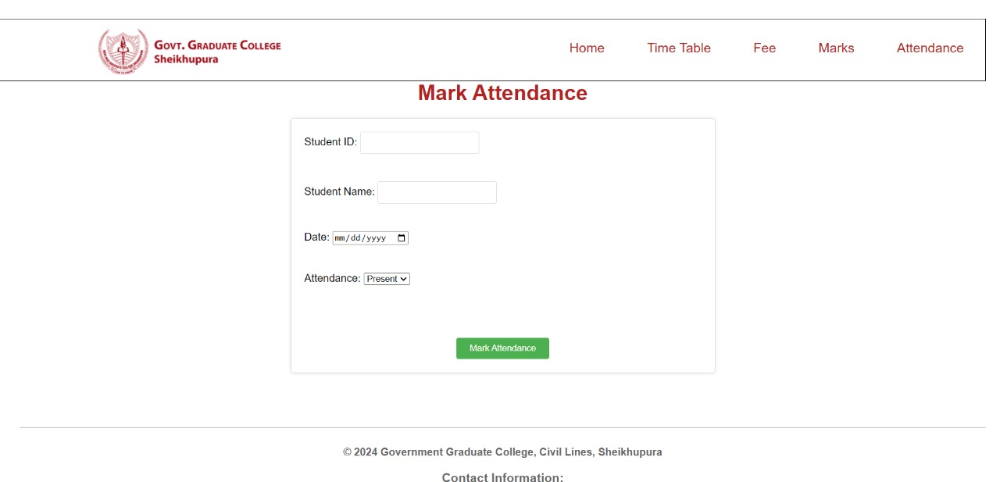 GOVT. GRADUATE COLLEGE
Sheikhupura
Home Time Table Fee Marks Attendance
Mark Attendance
Student ID:
Student Name:
Date: mm/dd/yyyy
Attendance: Present
Mark Attendance
© 2024 Government Graduate College, Civil Lines, Sheikhupura
Contact Information: